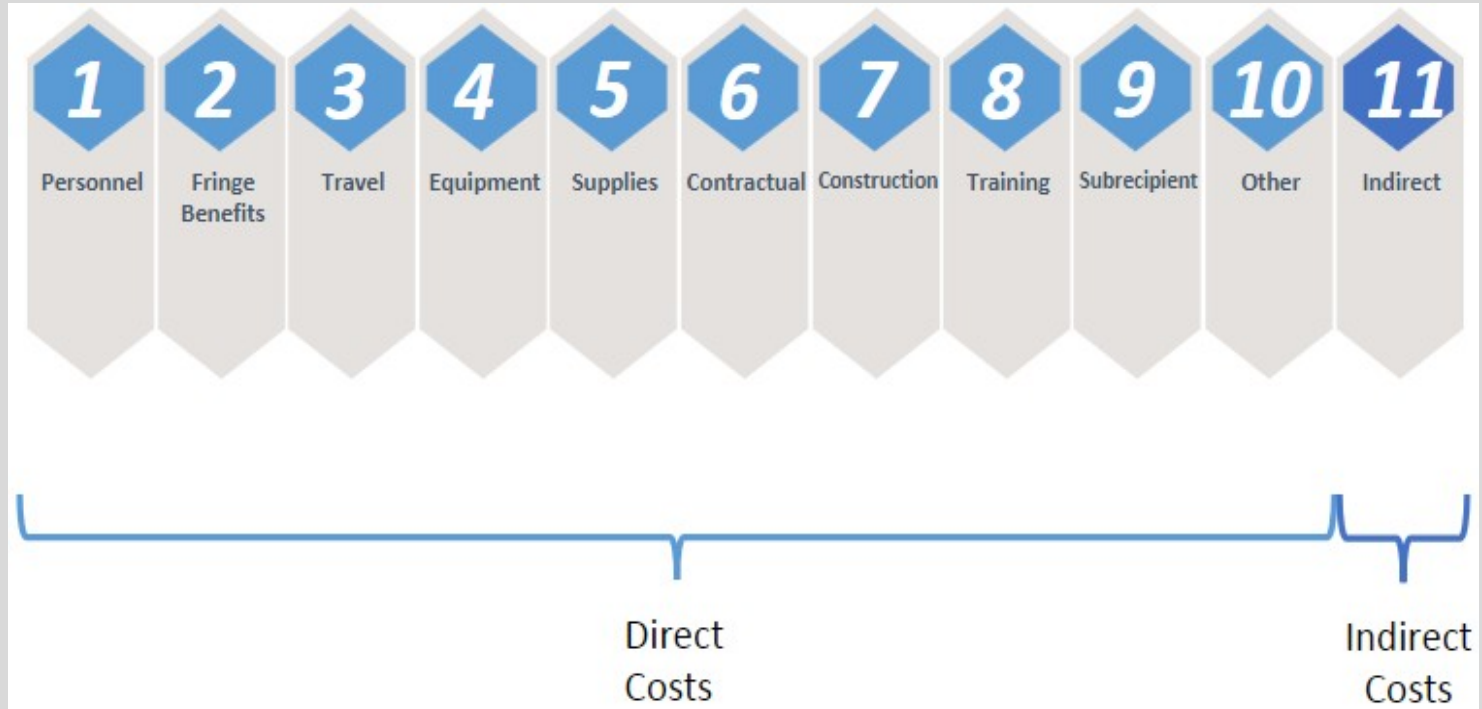 1 2 3 4 5 6 7 8 9 10 11
Personnel Fringe Travel Equipment Supplies Contractual Construction Training Subrecipient Other Indirect
Benefits
Direct Indirect
Costs Costs